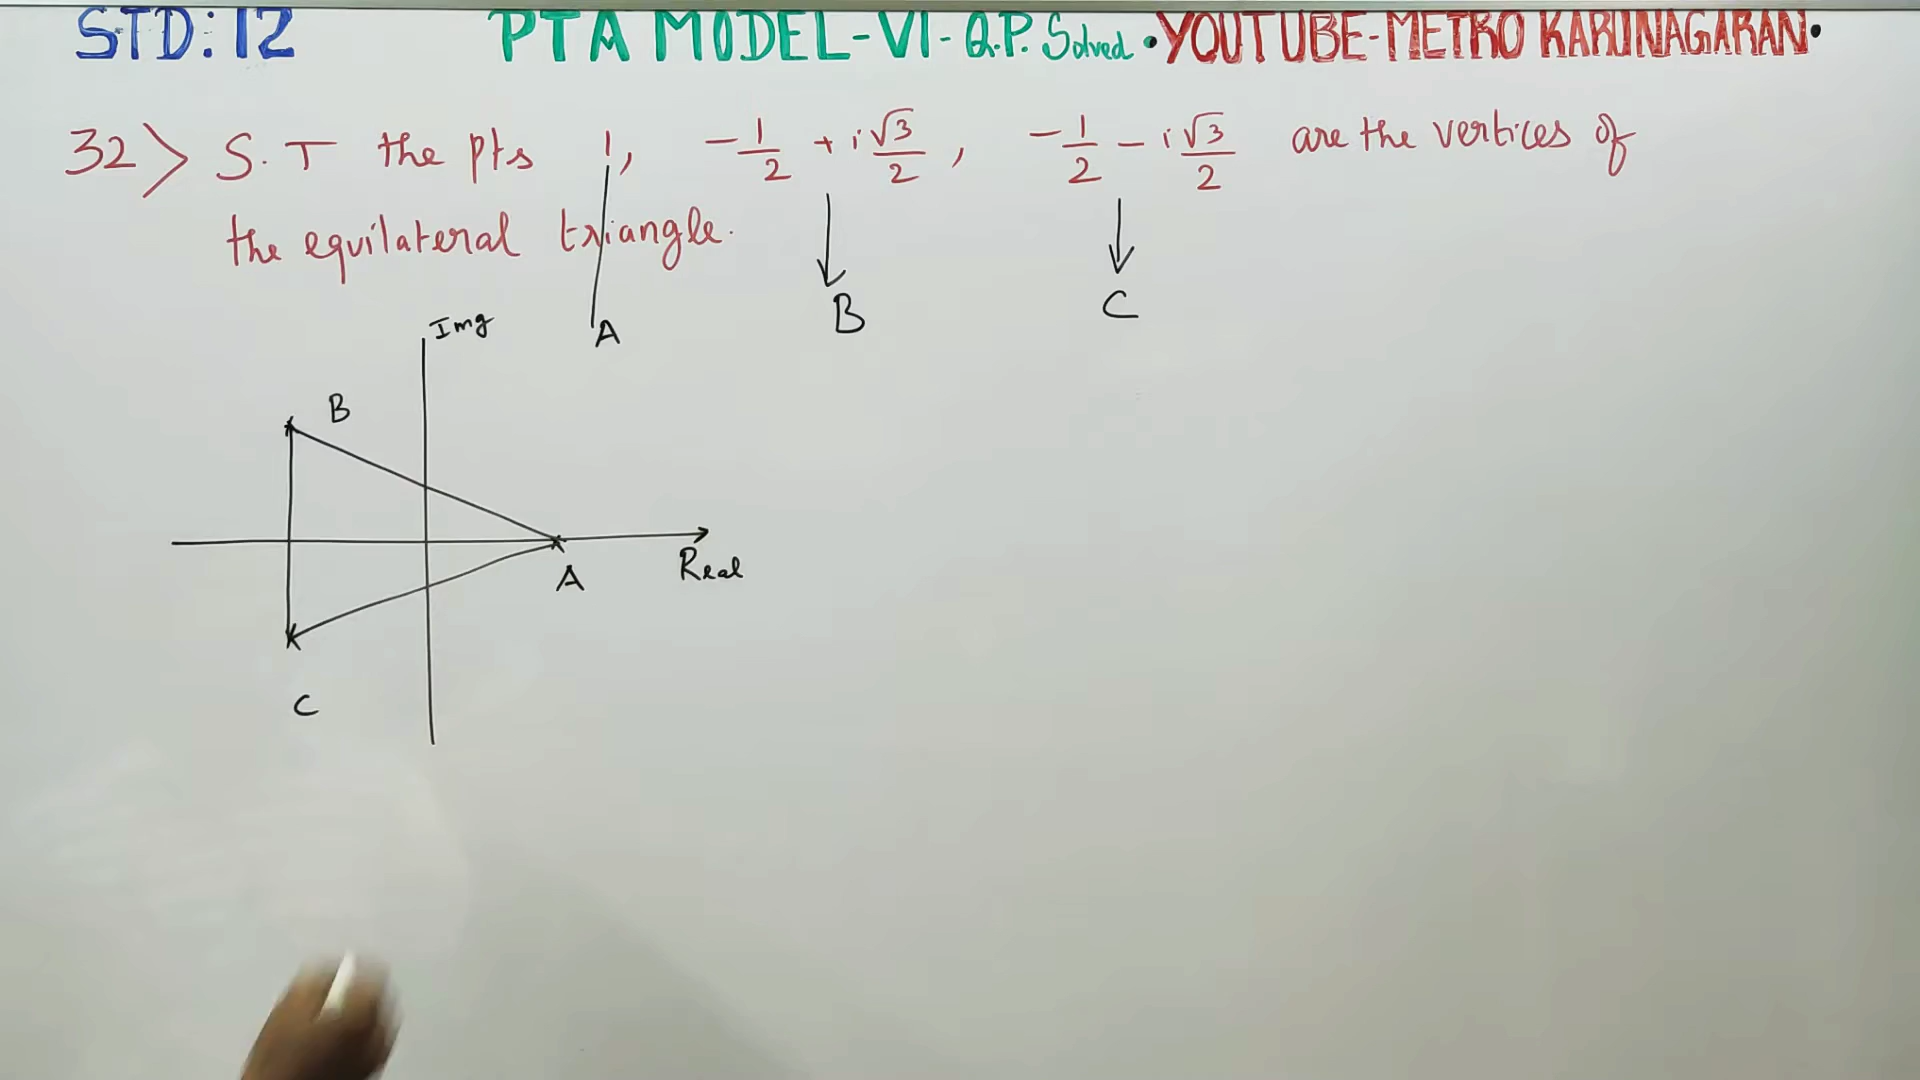 STD: 12 PTA MODEL-VI-Q.P. Solved •YOUTUBE-METRO KARUNAGARAN•
32> S.T the pts 1, -1/2 + i√3/2, -1/2 - i√3/2 are the vertices of
the equilateral triangle.
A B C
Img
B
A
Real
C